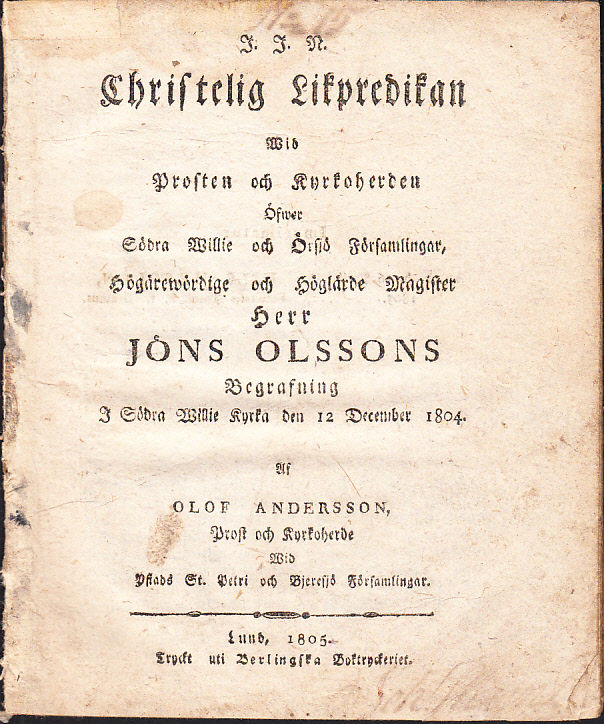 J. J. N.
Christelig Likpredikan
Wid
Prosten och Kyrkoherden
Öfwer
Södra Willie och Örsjö Församlingar,
Högärewördige och Höglärde Magister
Herr
JÖNS OLSSONS
Begrafning
J Södra Willie Kyrka den 12 December 1804.
Af
OLOF ANDERSSON,
Prost och Kyrkoherde
Wid
Ystads St. Petri och Bjeresjö Församlingar.
Lund, 1805.
Tryckt uti Berlingska Boktryckeriet.